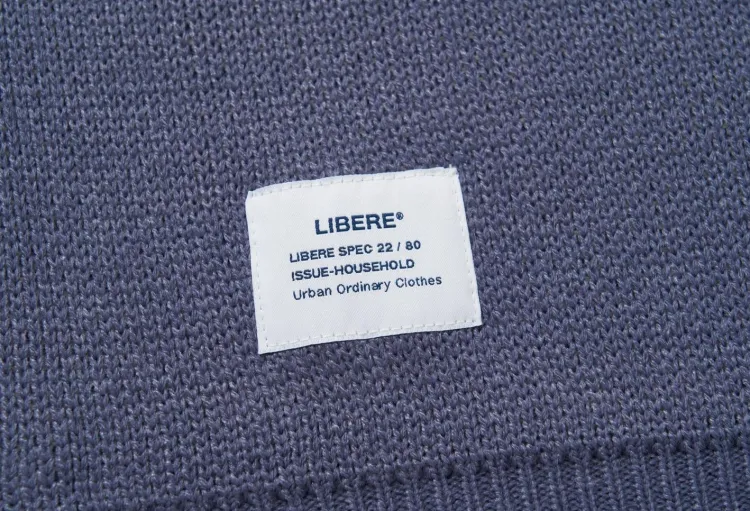 LIBERE®
LIBERE SPEC 22 / 80
ISSUE-HOUSEHOLD
Urban Ordinary Clothes